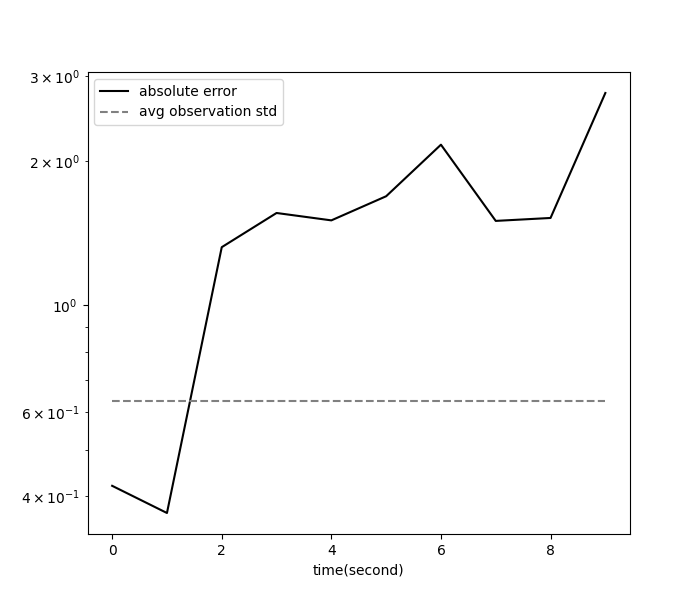 absolute error
avg observation std
3 × 10⁰
2 × 10⁰
10⁰
6 × 10⁻¹
4 × 10⁻¹
0 2 4 6 8
time(second)